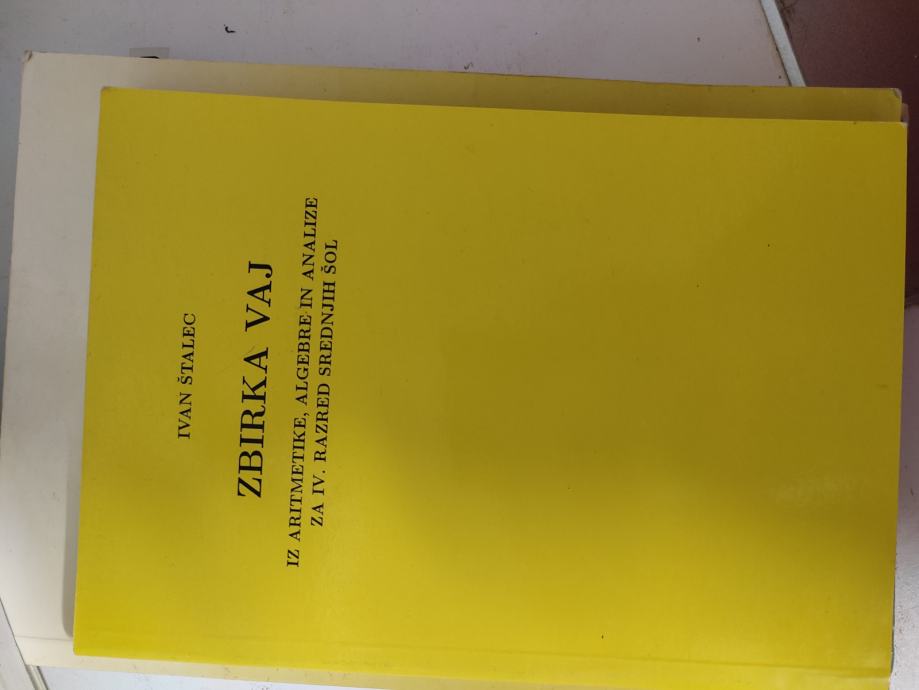 IVAN ŠTALEC
ZBIRKA VAJ
IZ ARITMETIKE, ALGEBRE IN ANALIZE
ZA IV. RAZRED SREDNJIH ŠOL